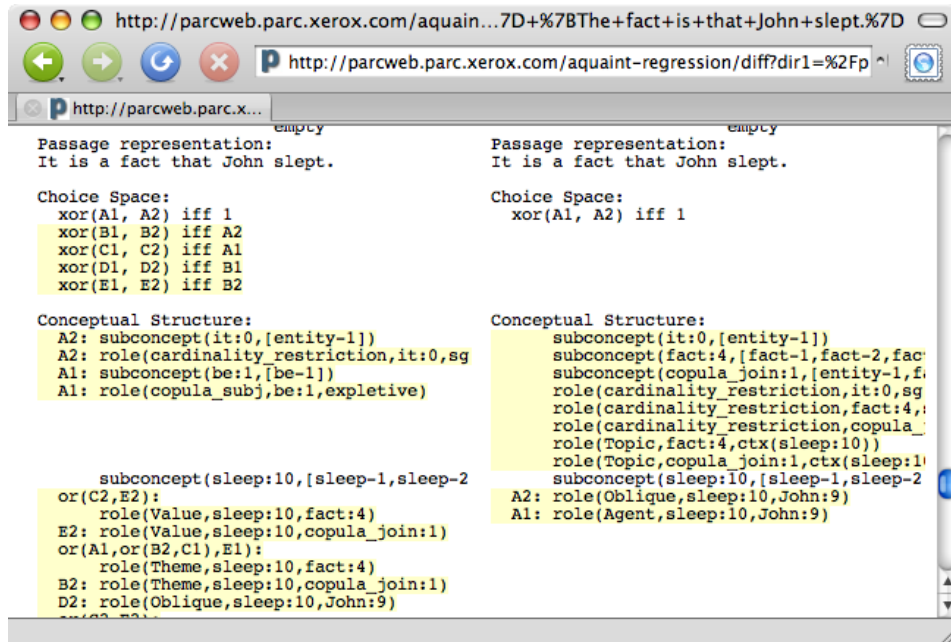 http://parcweb.parc.xerox.com/aquain...7D+%7BThe+fact+is+that+John+slept.%7D
http://parcweb.parc.xerox.com/aquaint-regression/diff?dir1=%2Fp
http://parcweb.parc.x...
empty
Passage representation:
It is a fact that John slept.
Choice Space:
xor(A1, A2) iff 1
xor(B1, B2) iff A2
xor(C1, C2) iff A1
xor(D1, D2) iff B1
xor(E1, E2) iff B2
Conceptual Structure:
A2: subconcept(it:0,[entity-1])
A2: role(cardinality_restriction,it:0,sg
A1: subconcept(be:1,[be-1])
A1: role(copula_subj,be:1,expletive)
subconcept(sleep:10,[sleep-1,sleep-2
or(C2,E2):
role(Value,sleep:10,fact:4)
E2: role(Value,sleep:10,copula_join:1)
or(A1,or(B2,C1),E1):
role(Theme,sleep:10,fact:4)
B2: role(Theme,sleep:10,copula_join:1)
D2: role(Oblique,sleep:10,John:9)
empty
Passage representation:
It is a fact that John slept.
Choice Space:
xor(A1, A2) iff 1
Conceptual Structure:
subconcept(it:0,[entity-1])
subconcept(fact:4,[fact-1,fact-2,fac
subconcept(copula_join:1,[entity-1,fa
role(cardinality_restriction,it:0,sg
role(cardinality_restriction,fact:4,
role(cardinality_restriction,copula_
role(Topic,fact:4,ctx(sleep:10))
role(Topic,copula_join:1,ctx(sleep:1
subconcept(sleep:10,[sleep-1,sleep-2
A2: role(Oblique,sleep:10,John:9)
A1: role(Agent,sleep:10,John:9)